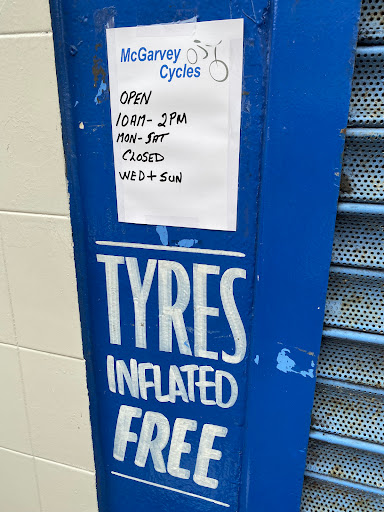 McGarvey
Cycles
OPEN
10AM - 2PM
MON - SAT
CLOSED
WED + SUN
TYRES
INFLATED
FREE